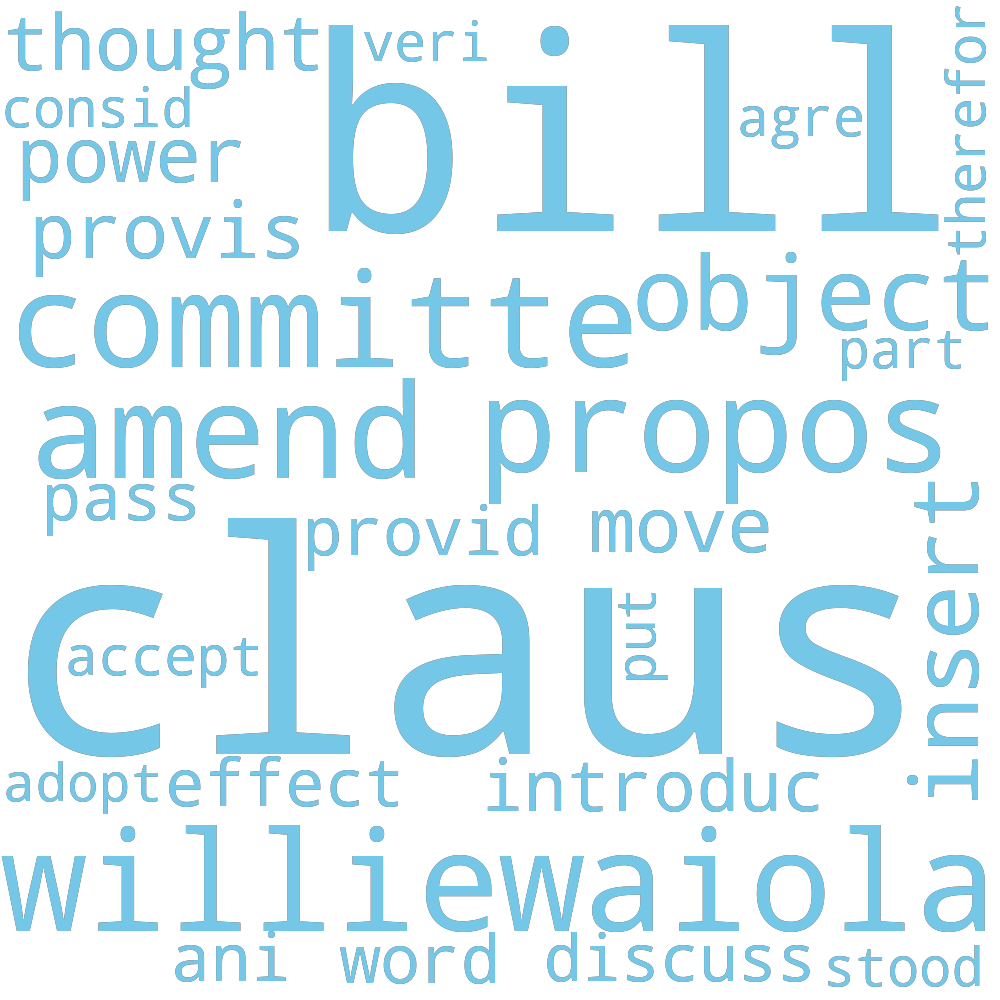 thought
veri
bill
agre
therefor
consid
power
provis
committe
object
part
amend
propos
pass
provid
move
insert
claus
accept
put
adopt
effect
introduc
williewaiola
ani
word
discuss
stood